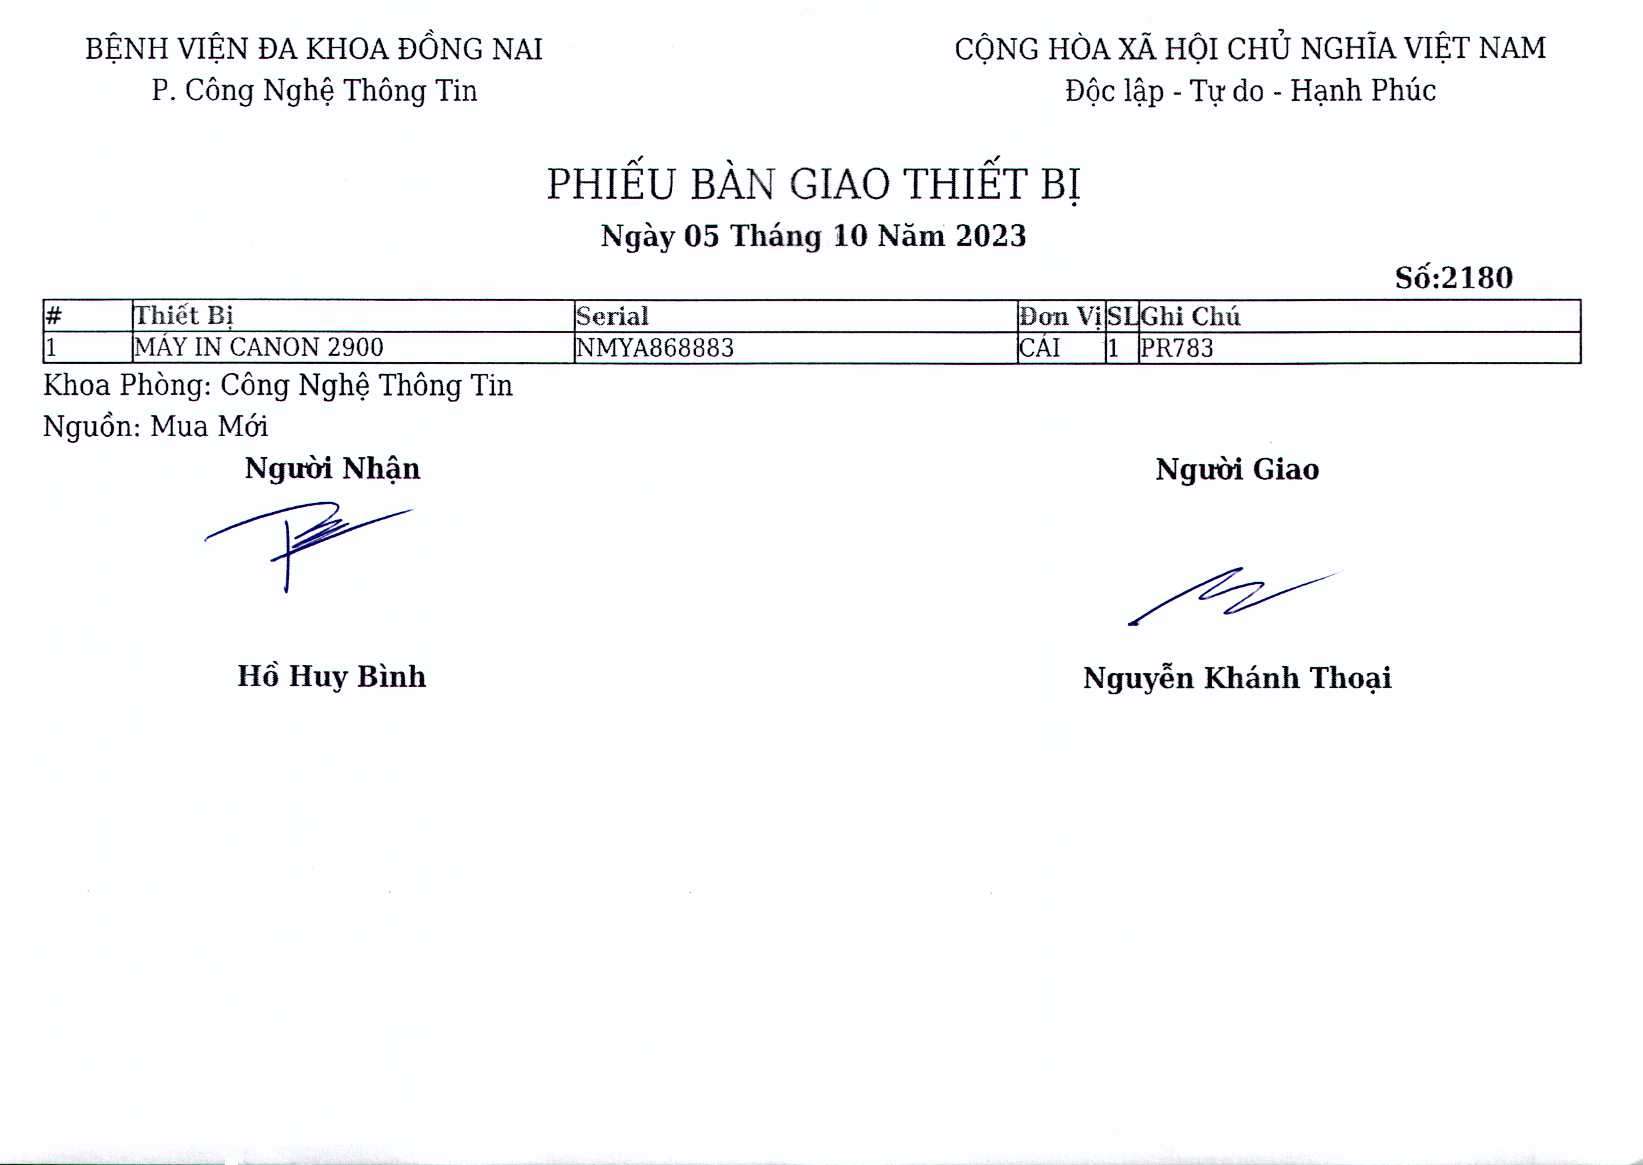 BỆNH VIỆN ĐA KHOA ĐỒNG NAI
P. Công Nghệ Thông Tin
CỘNG HÒA XÃ HỘI CHỦ NGHĨA VIỆT NAM
Độc lập - Tự do - Hạnh Phúc
PHIẾU BÀN GIAO THIẾT BỊ
Ngày 05 Tháng 10 Năm 2023
Số:2180
# Thiết Bị Serial Đơn Vị SL Ghi Chú
1 MÁY IN CANON 2900 NMYA868883 CÁI 1 PR783
Khoa Phòng: Công Nghệ Thông Tin
Nguồn: Mua Mới
Người Nhận Người Giao
Hồ Huy Bình Nguyễn Khánh Thoại